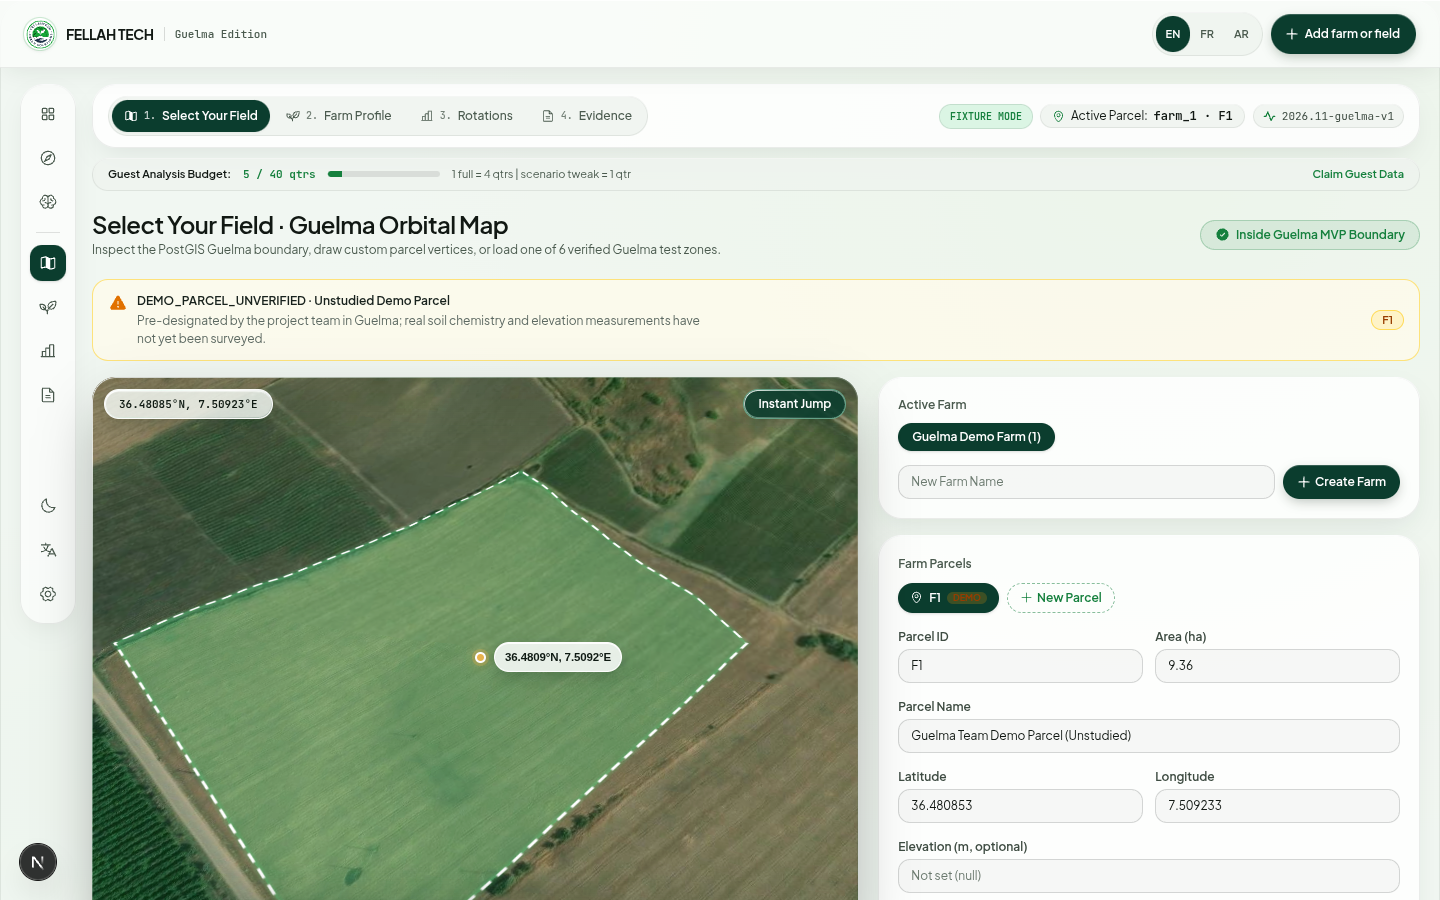 FELLAH TECH
Guelma Edition
EN
FR
AR
Add farm or field
1. Select Your Field
2. Farm Profile
3. Rotations
4. Evidence
FIXTURE MODE
Active Parcel: farm_1 · F1
2026.11-guelma-v1
Guest Analysis Budget: 5 / 40 qtrs
1 full = 4 qtrs | scenario tweak = 1 qtr
Claim Guest Data
Select Your Field · Guelma Orbital Map
Inspect the PostGIS Guelma boundary, draw custom parcel vertices, or load one of 6 verified Guelma test zones.
Inside Guelma MVP Boundary
DEMO_PARCEL_UNVERIFIED · Unstudied Demo Parcel
Pre-designated by the project team in Guelma; real soil chemistry and elevation measurements have
not yet been surveyed.
F1
36.48085°N, 7.50923°E
Instant Jump
36.4809°N, 7.5092°E
Active Farm
Guelma Demo Farm (1)
New Farm Name
Create Farm
Farm Parcels
F1 DEMO
New Parcel
Parcel ID
Area (ha)
F1
9.36
Parcel Name
Guelma Team Demo Parcel (Unstudied)
Latitude
Longitude
36.480853
7.509233
Elevation (m, optional)
Not set (null)
N